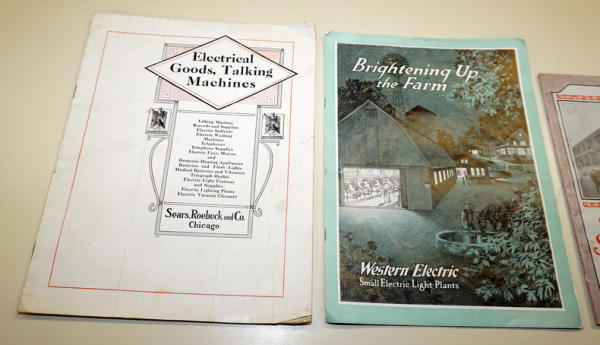 Electrical
Goods, Talking
Machines
Talking Machine
Records and Supplies
Electric Sadirons
Electric Washing
Machines
Telephones
Telephone Supplies
Electric Fans, Motors
and
Domestic Heating Appliances
Batteries and Flash Lights
Medical Batteries and Vibrators
Telegraph Outfits
Electric Light Fixtures
and Supplies
Electric Lighting Plants
Electric Vacuum Cleaners
Sears, Roebuck and Co.
Chicago
Brightening Up
the Farm
Western Electric
Small Electric Light Plants